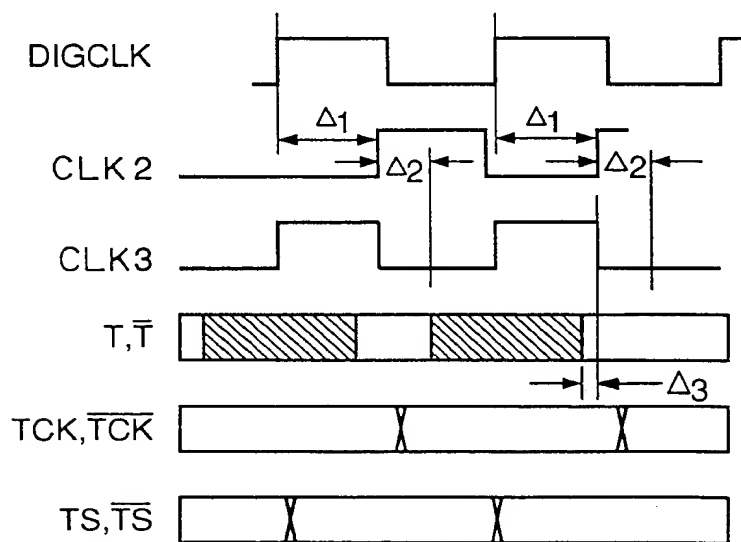 DIGCLK
Δ1 Δ1
CLK2 Δ2 Δ2
CLK3
T,T̅
Δ3
TCK,T̅C̅K̅
TS,T̅S̅